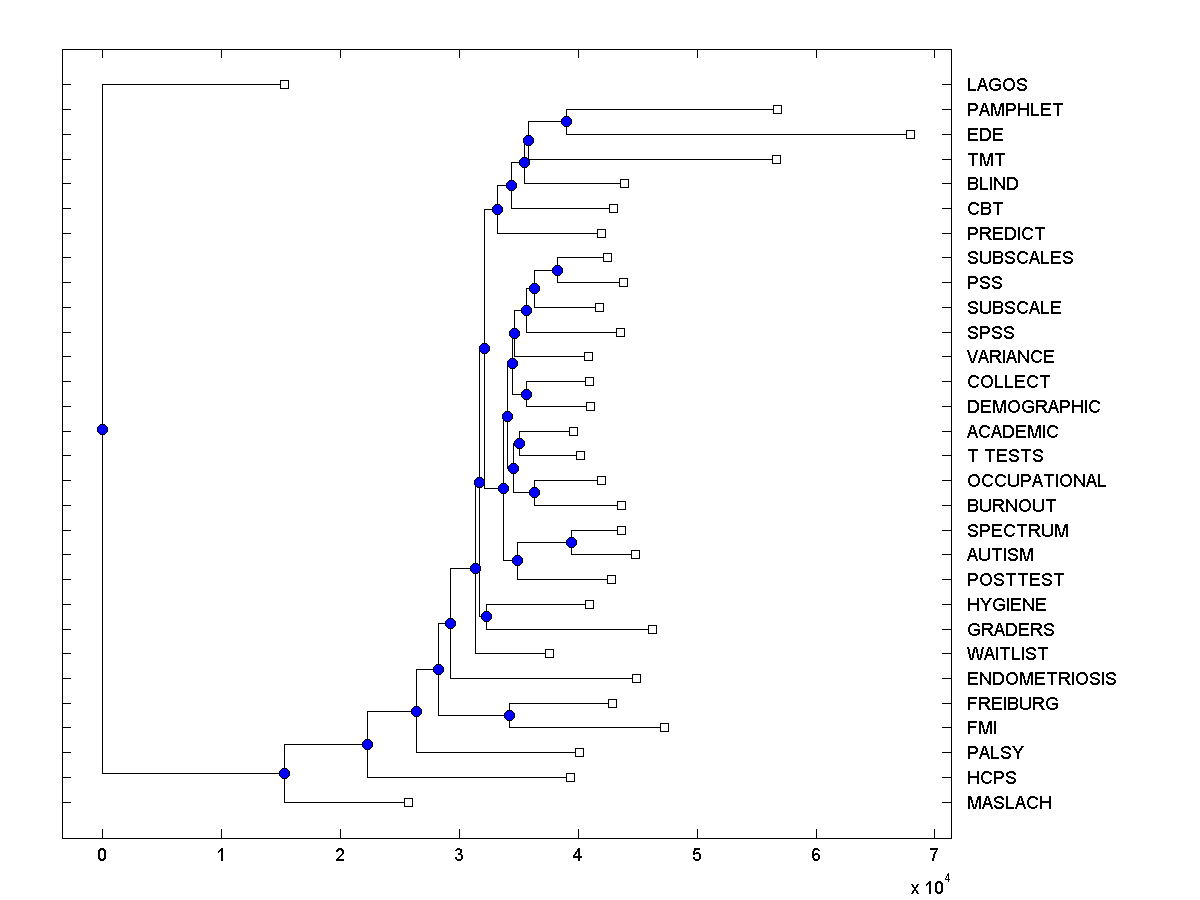 LAGOS
PAMPHLET
EDE
TMT
BLIND
CBT
PREDICT
SUBSCALES
PSS
SUBSCALE
SPSS
VARIANCE
COLLECT
DEMOGRAPHIC
ACADEMIC
T TESTS
OCCUPATIONAL
BURNOUT
SPECTRUM
AUTISM
POSTTEST
HYGIENE
GRADERS
WAITLIST
ENDOMETRIOSIS
FREIBURG
FMI
PALSY
HCPS
MASLACH
0 1 2 3 4 5 6 7
x 10^4